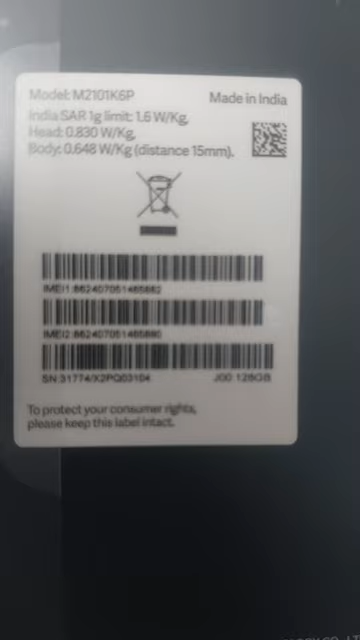 Model: M2101K6P
Made in India
India SAR 1g limit: 1.6 W/Kg,
Head: 0.830 W/Kg,
Body: 0.648 W/Kg (distance 15mm).
IMEI1:
IMEI2:
SN:31774/X2PQ03104
J00 128GB
To protect your consumer rights,
please keep this label intact.